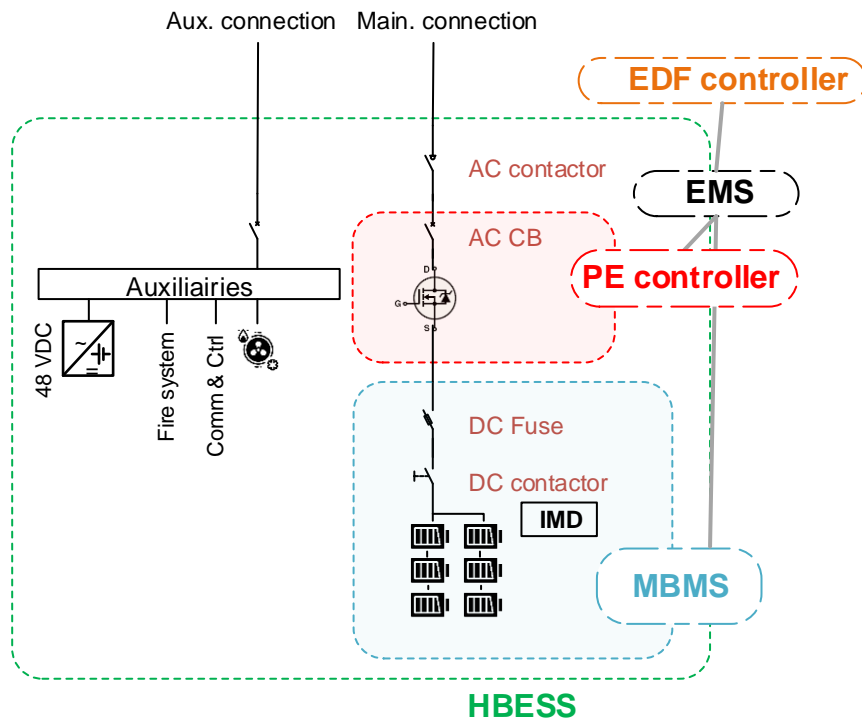 Aux. connection
Main. connection
EDF controller
AC contactor
EMS
AC CB
PE controller
D
G
S
Auxiliairies
48 VDC
Fire system
Comm & Ctrl
DC Fuse
DC contactor
IMD
MBMS
HBESS